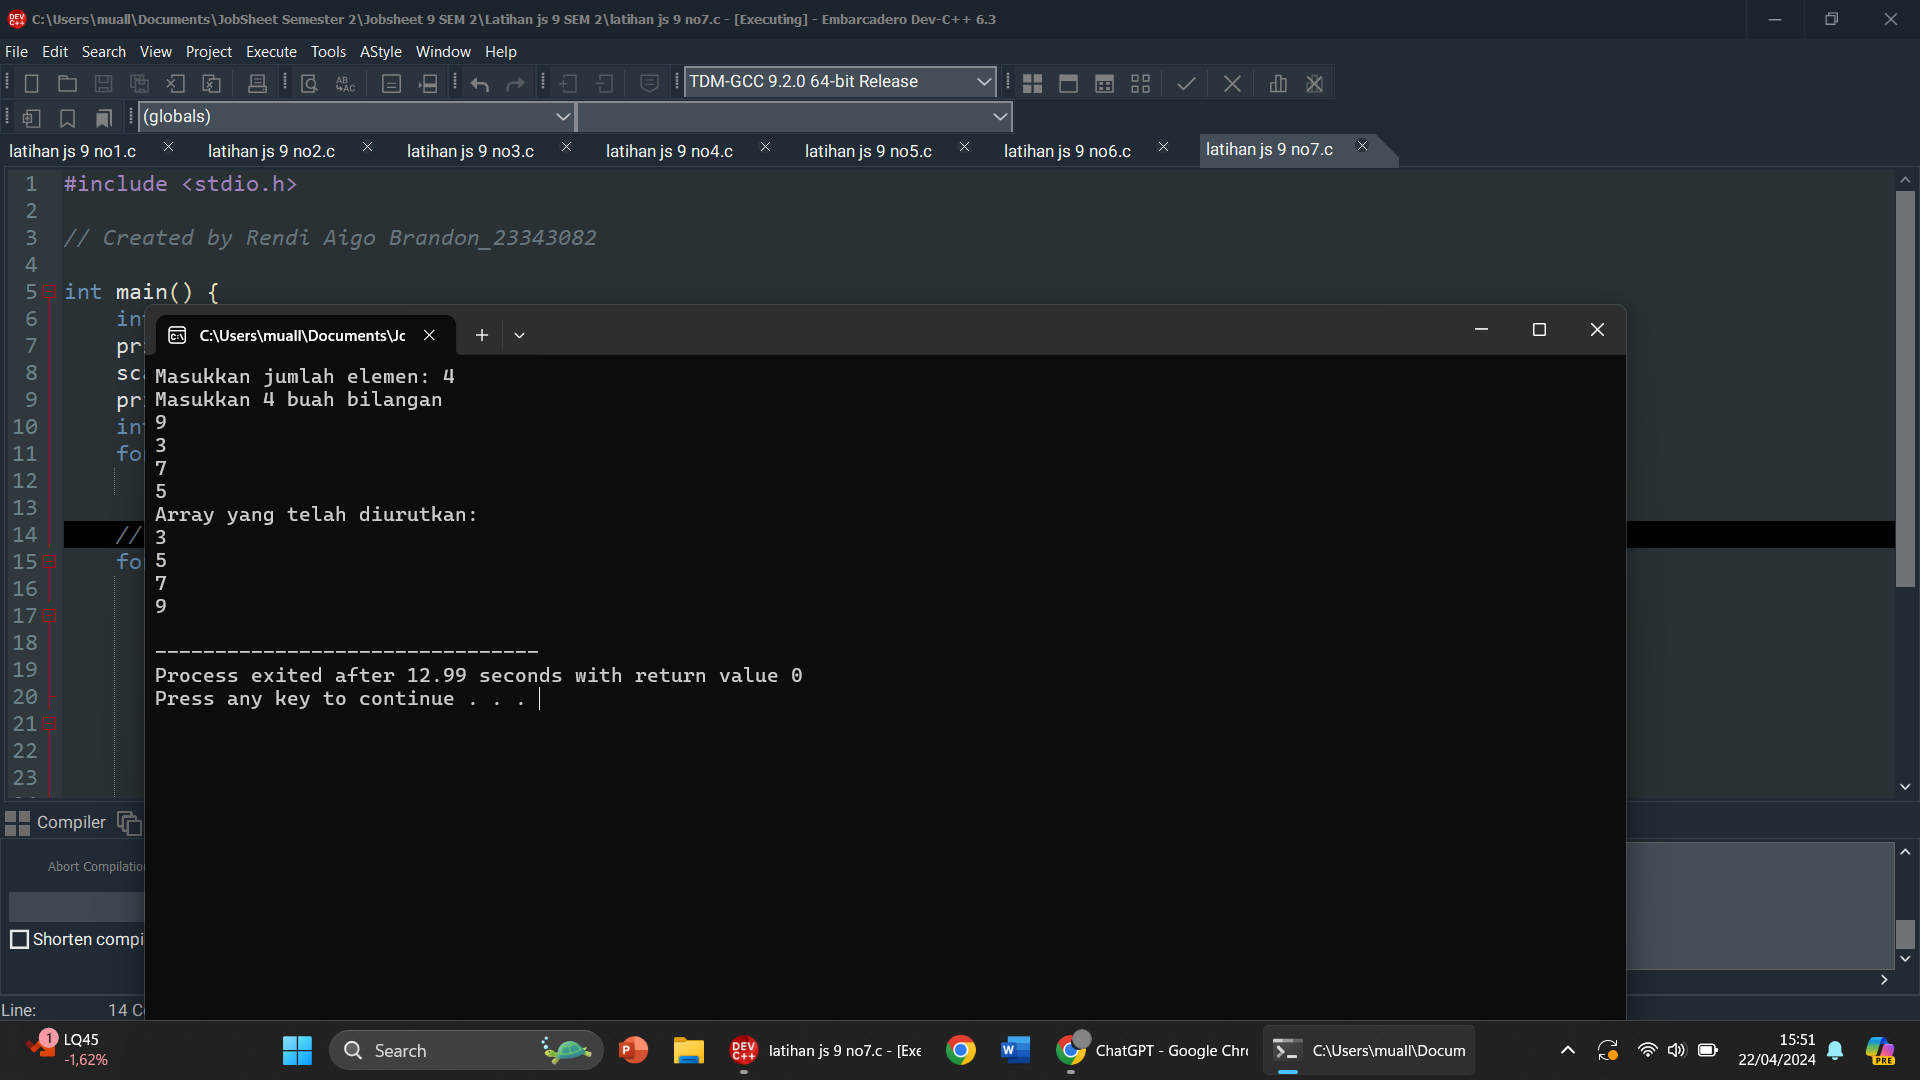 C:\Users\muall\Documents\JobSheet Semester 2\Jobsheet 9 SEM 2\Latihan js 9 SEM 2\latihan js 9 no7.c - [Executing] - Embarcadero Dev-C++ 6.3
File Edit Search View Project Execute Tools AStyle Window Help
TDM-GCC 9.2.0 64-bit Release
(globals)
latihan js 9 no1.c latihan js 9 no2.c latihan js 9 no3.c latihan js 9 no4.c latihan js 9 no5.c latihan js 9 no6.c latihan js 9 no7.c
1 #include <stdio.h>
2
3 // Created by Rendi Aigo Brandon_23343082
4
5 int main() {
6 in
7 pr
8 sc
9 pr
10 in
11 fo
12
13
14 //
15 fo
16
17
18
19
20
21
22
23
C:\Users\muall\Documents\Jc
Masukkan jumlah elemen: 4
Masukkan 4 buah bilangan
9
3
7
5
Array yang telah diurutkan:
3
5
7
9
--------------------------------
Process exited after 12.99 seconds with return value 0
Press any key to continue . . .
Compiler
Abort Compilatio
Shorten compi
Line: 14 C
1 LQ45
-1,62%
Search
DEV C++ latihan js 9 no7.c - [Exe
ChatGPT - Google Chr
C:\Users\muall\Docum
15:51
22/04/2024
PRE